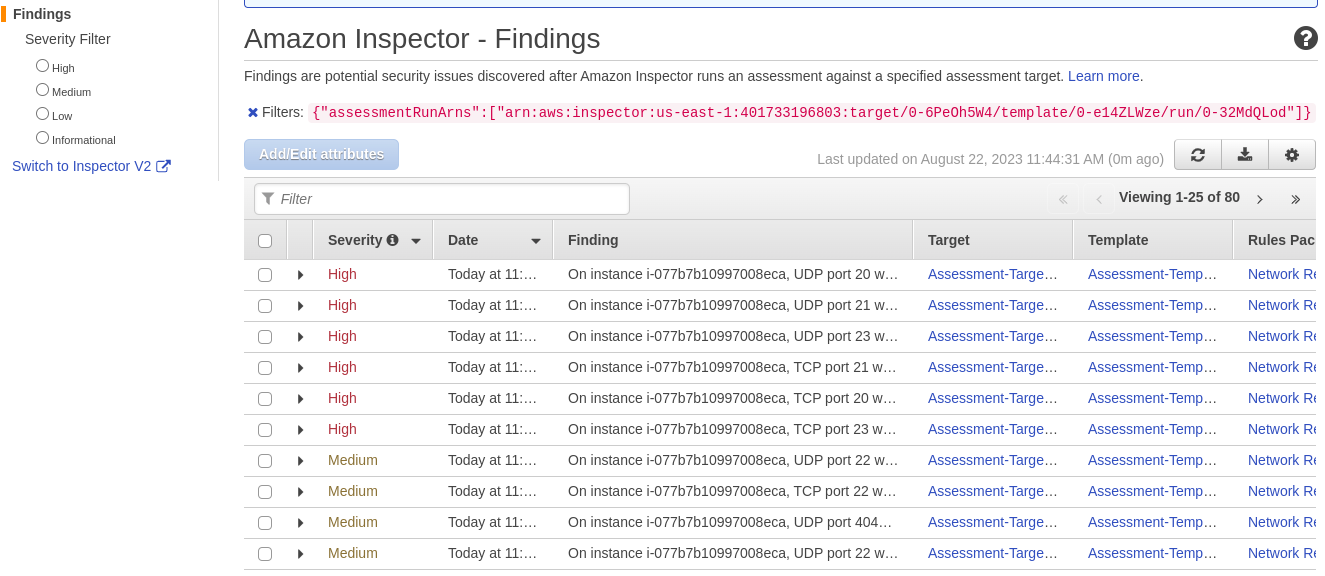 Findings
Severity Filter
High
Medium
Low
Informational
Switch to Inspector V2
Amazon Inspector - Findings
Findings are potential security issues discovered after Amazon Inspector runs an assessment against a specified assessment target. Learn more.
Filters: {"assessmentRunArns":["arn:aws:inspector:us-east-1:401733196803:target/0-6PeOh5W4/template/0-e14ZLWze/run/0-32MdQLod"]}
Add/Edit attributes
Last updated on August 22, 2023 11:44:31 AM (0m ago)
Filter
Viewing 1-25 of 80
Severity Date Finding Target Template Rules Pac
High Today at 11:… On instance i-077b7b10997008eca, UDP port 20 w… Assessment-Targe… Assessment-Temp… Network Re
High Today at 11:… On instance i-077b7b10997008eca, UDP port 21 w… Assessment-Targe… Assessment-Temp… Network Re
High Today at 11:… On instance i-077b7b10997008eca, UDP port 23 w… Assessment-Targe… Assessment-Temp… Network Re
High Today at 11:… On instance i-077b7b10997008eca, TCP port 21 w… Assessment-Targe… Assessment-Temp… Network Re
High Today at 11:… On instance i-077b7b10997008eca, TCP port 20 w… Assessment-Targe… Assessment-Temp… Network Re
High Today at 11:… On instance i-077b7b10997008eca, TCP port 23 w… Assessment-Targe… Assessment-Temp… Network Re
Medium Today at 11:… On instance i-077b7b10997008eca, UDP port 22 w… Assessment-Targe… Assessment-Temp… Network Re
Medium Today at 11:… On instance i-077b7b10997008eca, TCP port 22 w… Assessment-Targe… Assessment-Temp… Network Re
Medium Today at 11:… On instance i-077b7b10997008eca, UDP port 404… Assessment-Targe… Assessment-Temp… Network Re
Medium Today at 11:… On instance i-077b7b10997008eca, UDP port 22 w… Assessment-Targe… Assessment-Temp… Network Re